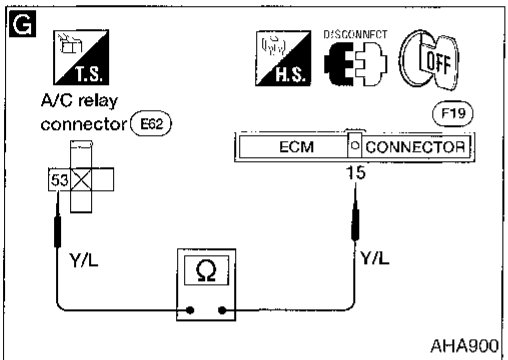 G
T.S.
H.S.
DISCONNECT
OFF
A/C relay
connector E62
F19
ECM CONNECTOR
53
15
Y/L
Y/L
Ω
AHA900